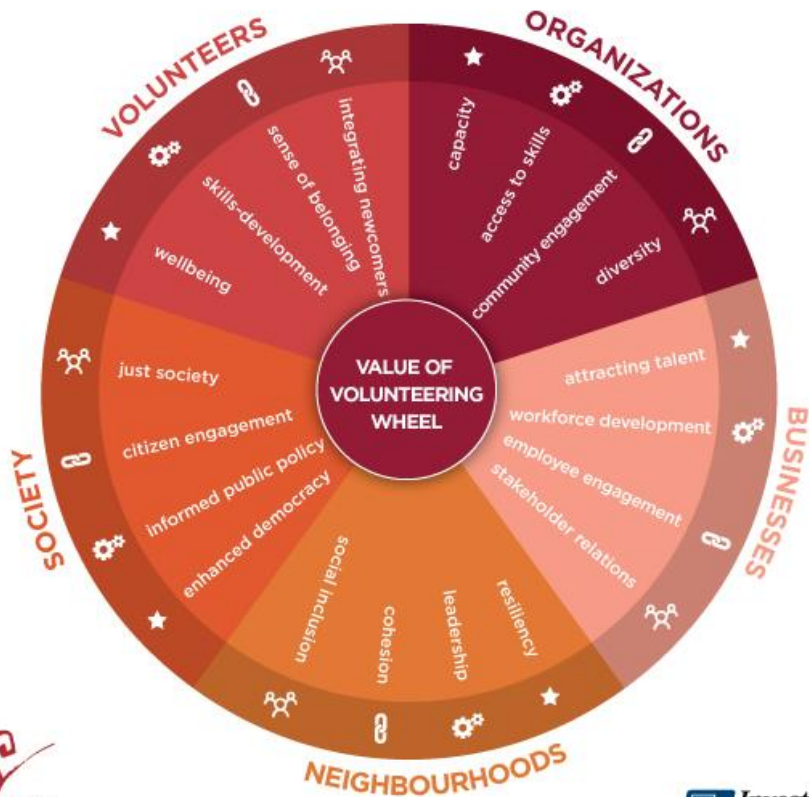 VOLUNTEERS
integrating newcomers
sense of belonging
skills-development
wellbeing
ORGANIZATIONS
capacity
access to skills
community engagement
diversity
BUSINESSES
attracting talent
workforce development
employee engagement
stakeholder relations
NEIGHBOURHOODS
resiliency
leadership
cohesion
social inclusion
SOCIETY
just society
citizen engagement
informed public policy
enhanced democracy
VALUE OF
VOLUNTEERING
WHEEL
Invest